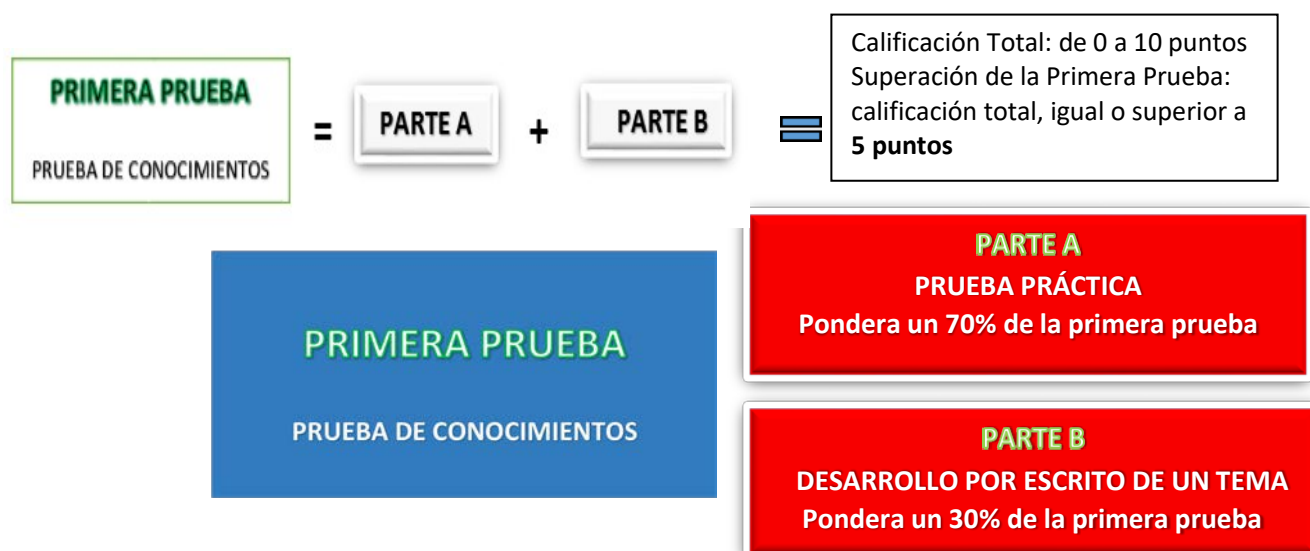 PRIMERA PRUEBA
PRUEBA DE CONOCIMIENTOS
=
PARTE A
+
PARTE B
Calificación Total: de 0 a 10 puntos
Superación de la Primera Prueba:
calificación total, igual o superior a
5 puntos
PRIMERA PRUEBA
PRUEBA DE CONOCIMIENTOS
PARTE A
PRUEBA PRÁCTICA
Pondera un 70% de la primera prueba
PARTE B
DESARROLLO POR ESCRITO DE UN TEMA
Pondera un 30% de la primera prueba